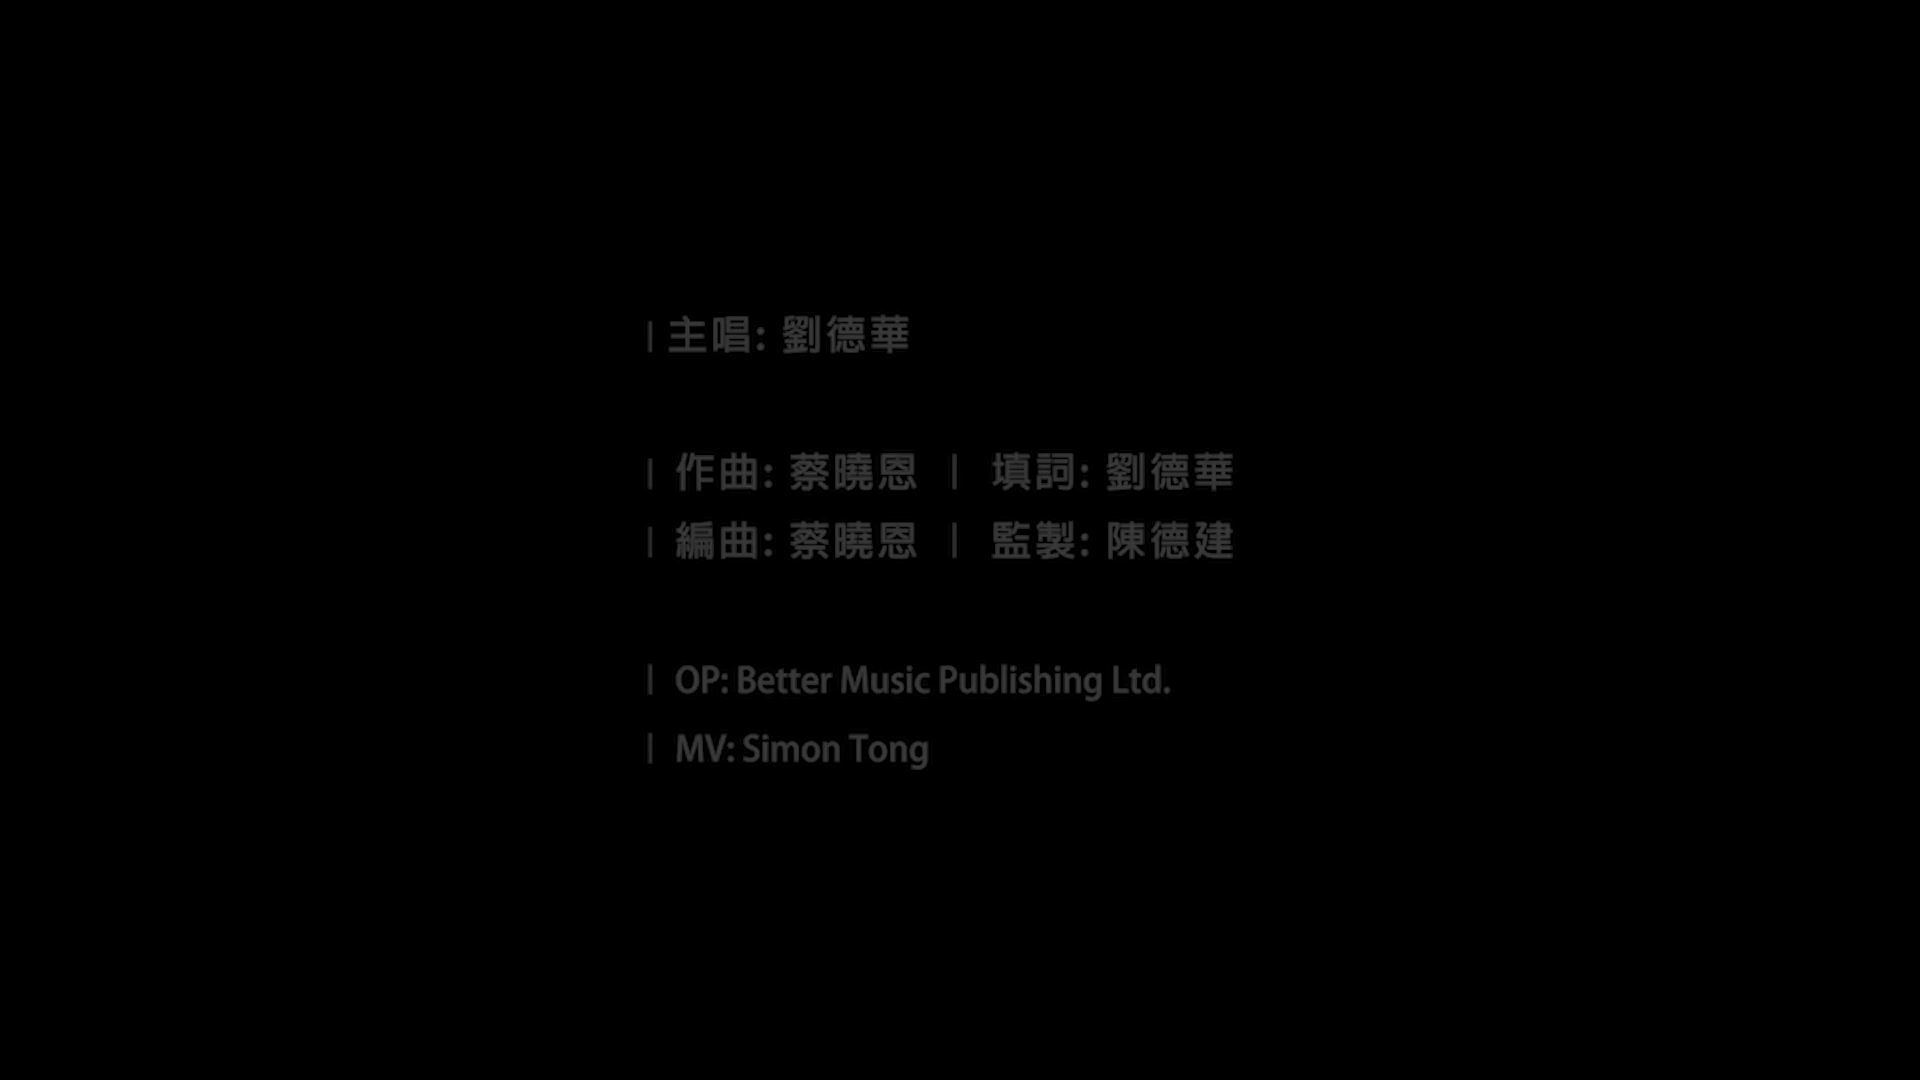 | 主唱: 劉德華
| 作曲: 蔡曉恩 | 填詞: 劉德華
| 編曲: 蔡曉恩 | 監製: 陳德建
| OP: Better Music Publishing Ltd.
| MV: Simon Tong